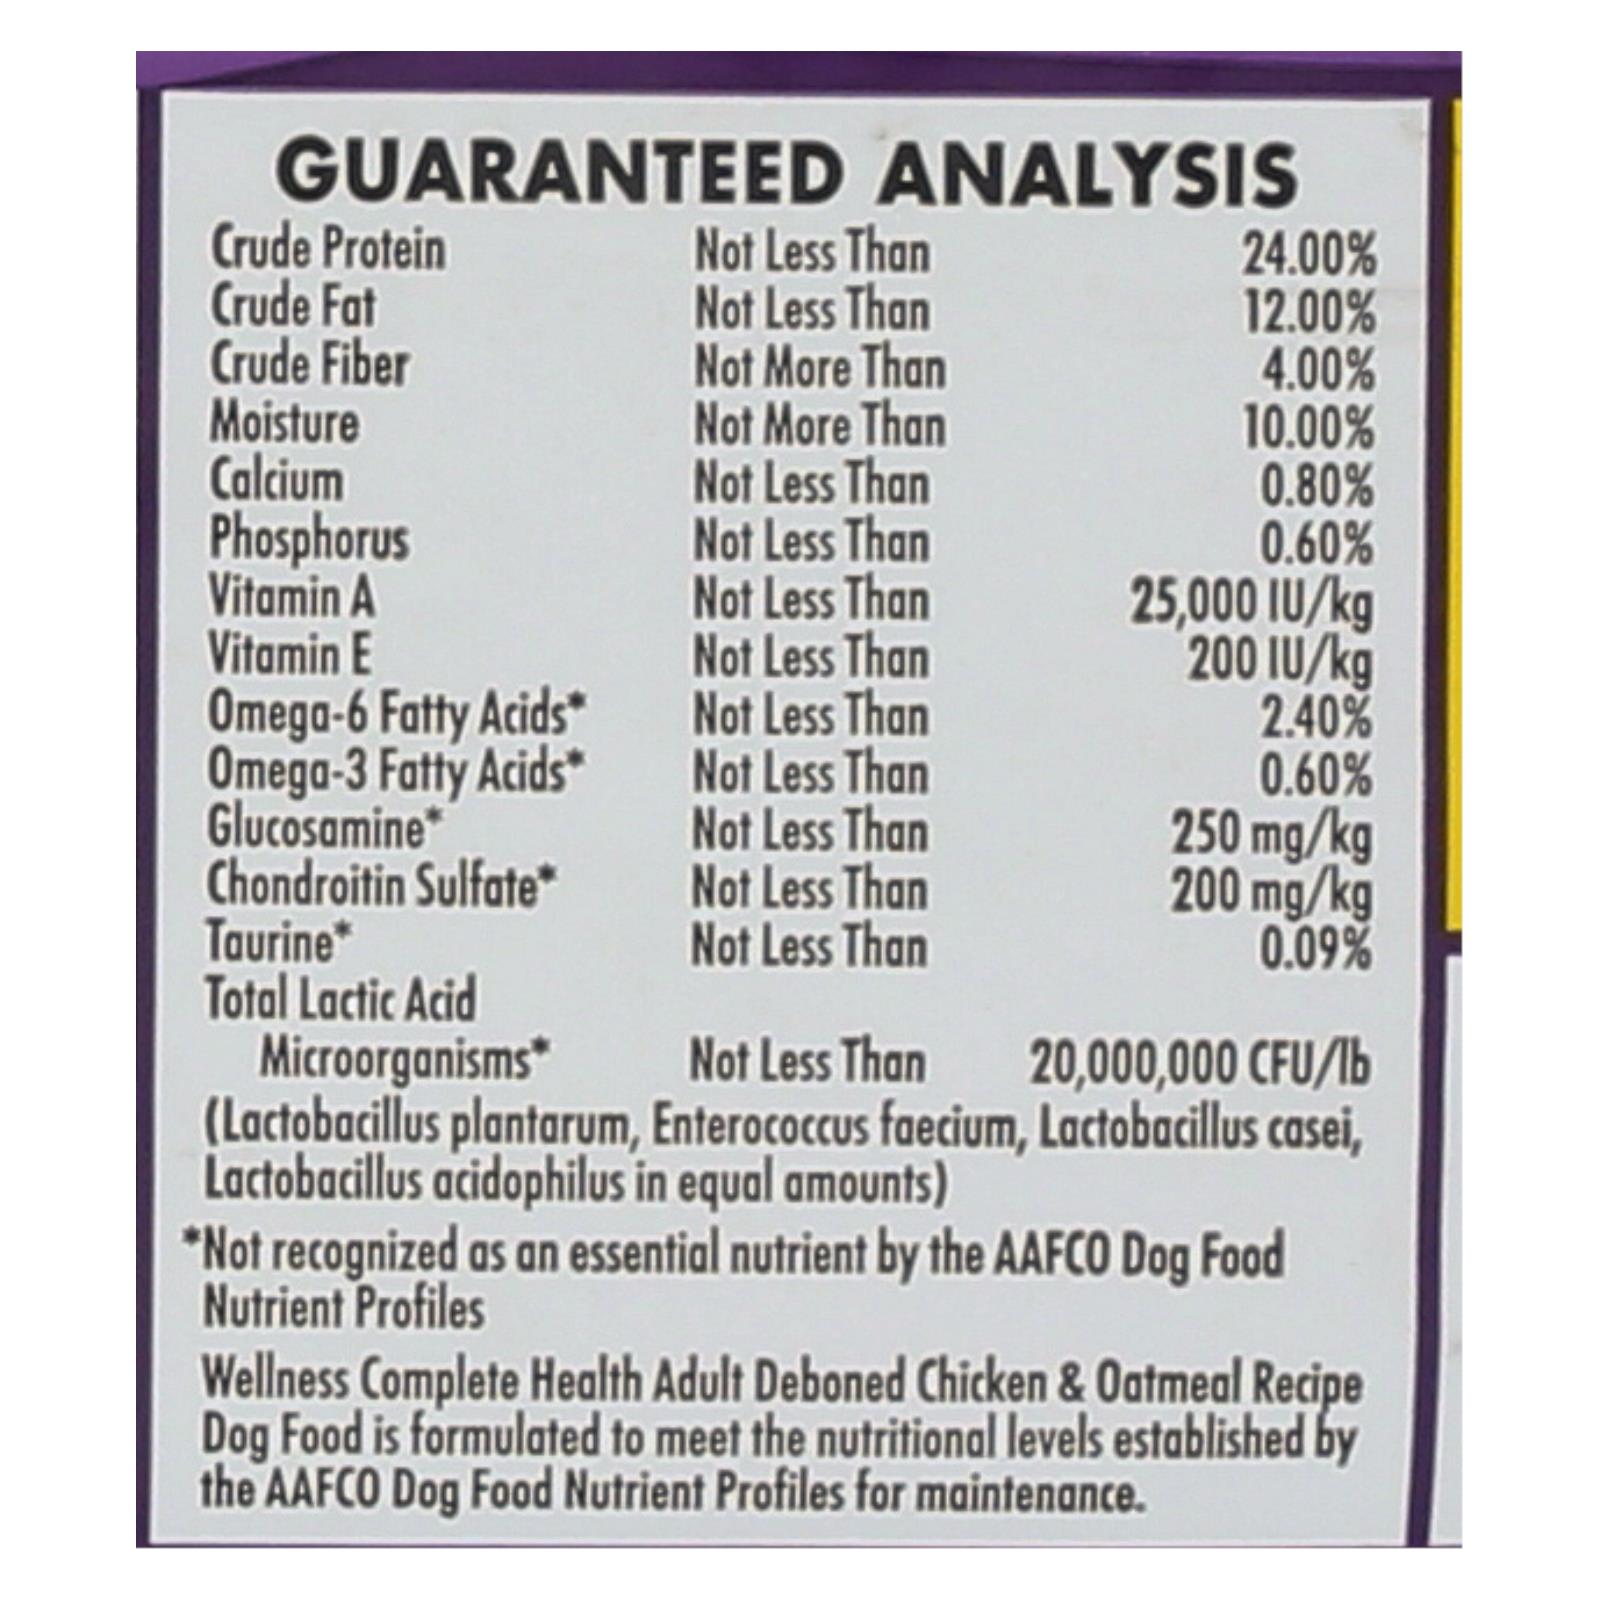 GUARANTEED ANALYSIS
Crude Protein Not Less Than 24.00%
Crude Fat Not Less Than 12.00%
Crude Fiber Not More Than 4.00%
Moisture Not More Than 10.00%
Calcium Not Less Than 0.80%
Phosphorus Not Less Than 0.60%
Vitamin A Not Less Than 25,000 IU/kg
Vitamin E Not Less Than 200 IU/kg
Omega-6 Fatty Acids* Not Less Than 2.40%
Omega-3 Fatty Acids* Not Less Than 0.60%
Glucosamine* Not Less Than 250 mg/kg
Chondroitin Sulfate* Not Less Than 200 mg/kg
Taurine* Not Less Than 0.09%
Total Lactic Acid
Microorganisms* Not Less Than 20,000,000 CFU/lb
(Lactobacillus plantarum, Enterococcus faecium, Lactobacillus casei,
Lactobacillus acidophilus in equal amounts)
*Not recognized as an essential nutrient by the AAFCO Dog Food
Nutrient Profiles
Wellness Complete Health Adult Deboned Chicken & Oatmeal Recipe
Dog Food is formulated to meet the nutritional levels established by
the AAFCO Dog Food Nutrient Profiles for maintenance.